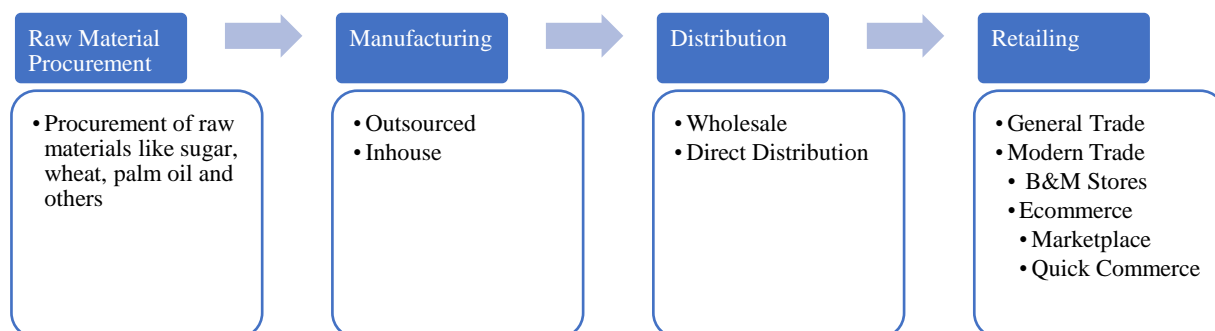 Raw Material
Procurement
• Procurement of raw
materials like sugar,
wheat, palm oil and
others
Manufacturing
• Outsourced
• Inhouse
Distribution
• Wholesale
• Direct Distribution
Retailing
• General Trade
• Modern Trade
• B&M Stores
• Ecommerce
• Marketplace
• Quick Commerce